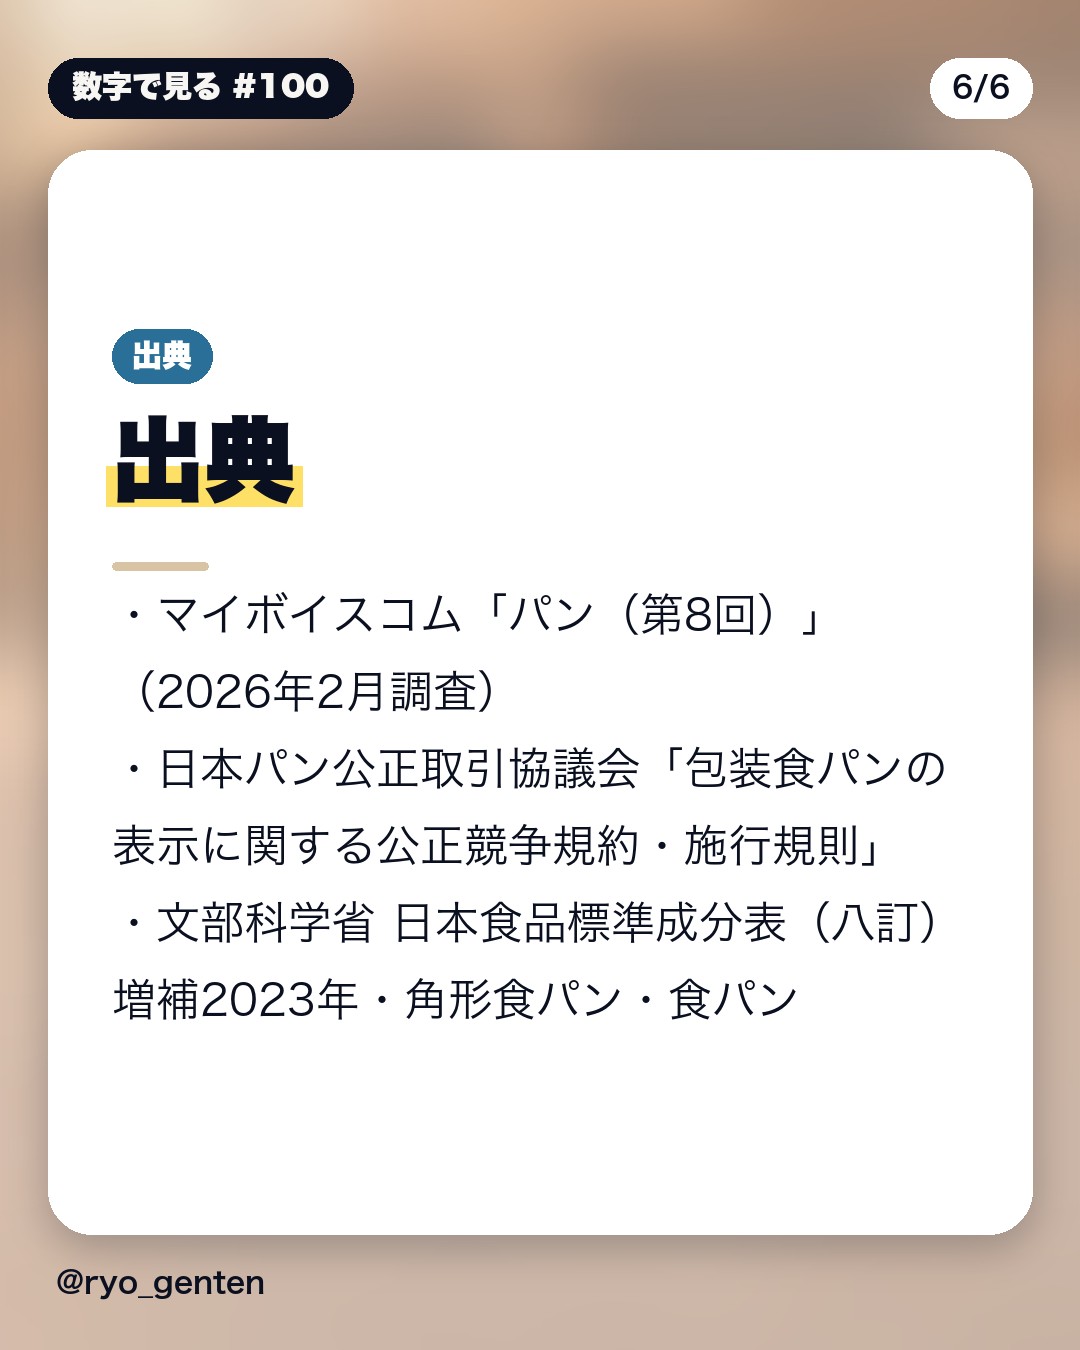 数字で見る #100
6/6
出典
出典
・マイボイスコム「パン（第8回）」
（2026年2月調査）
・日本パン公正取引協議会「包装食パンの
表示に関する公正競争規約・施行規則」
・文部科学省 日本食品標準成分表（八訂）
増補2023年・角形食パン・食パン
@ryo_genten